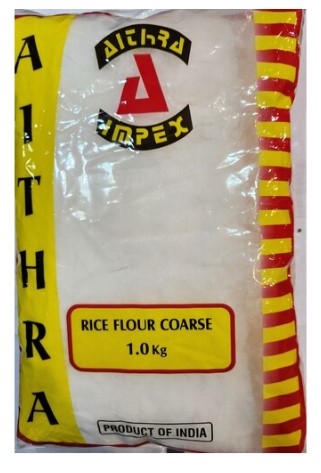 AITHRA
IMPEX
AITHRA
RICE FLOUR COARSE
1.0 Kg
PRODUCT OF INDIA